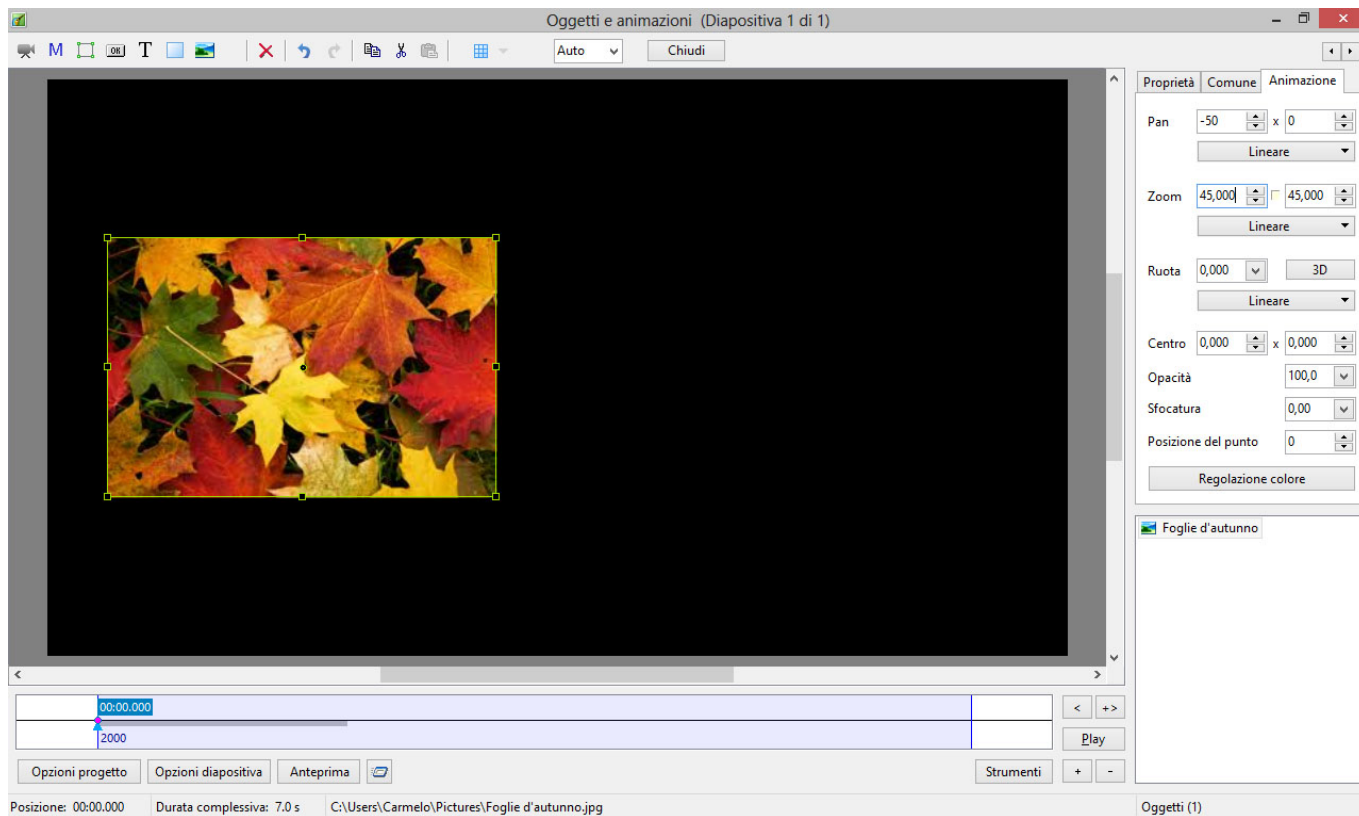 Oggetti e animazioni (Diapositiva 1 di 1)
M OK T Auto Chiudi
Proprietà Comune Animazione
Pan -50 x 0
Lineare
Zoom 45,000 45,000
Lineare
Ruota 0,000 3D
Lineare
Centro 0,000 x 0,000
Opacità 100,0
Sfocatura 0,00
Posizione del punto 0
Regolazione colore
Foglie d'autunno
00:00.000
2000
< +>
Play
Opzioni progetto Opzioni diapositiva Anteprima Strumenti + -
Posizione: 00:00.000 Durata complessiva: 7.0 s C:\Users\Carmelo\Pictures\Foglie d'autunno.jpg Oggetti (1)